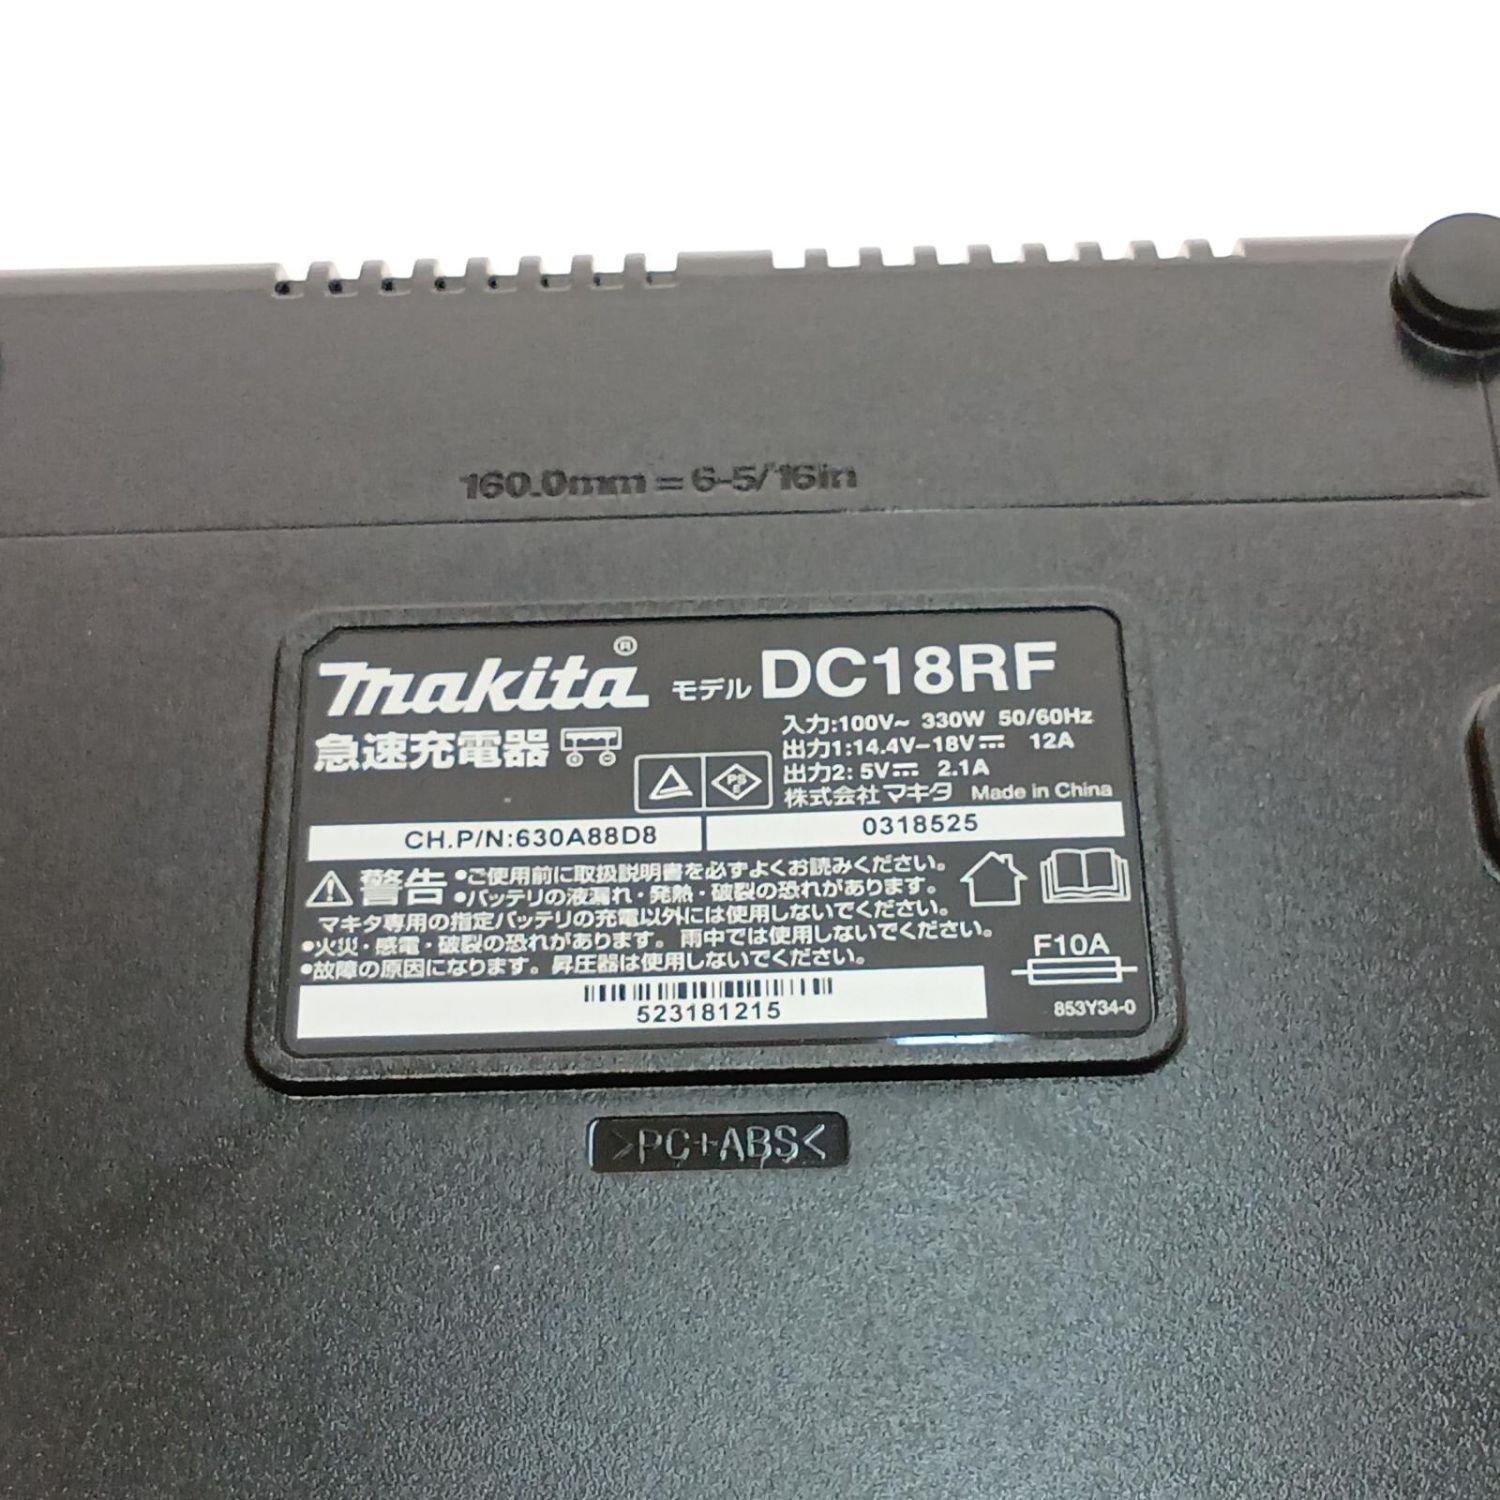 160.0mm = 6-5/16in
makita® モデル DC18RF
急速充電器
入力:100V~ 330W 50/60Hz
出力1:14.4V-18V⎓ 12A
出力2: 5V⎓ 2.1A
PS
E
株式会社マキタ Made in China
CH.P/N:630A88D8
0318525
警告 •ご使用前に取扱説明書を必ずよくお読みください。
•バッテリの液漏れ・発熱・破裂の恐れがあります。
マキタ専用の指定バッテリの充電以外には使用しないでください。
•火災・感電・破裂の恐れがあります。雨中では使用しないでください。
•故障の原因になります。昇圧器は使用しないでください。
F10A
853Y34-0
523181215
>PC+ABS<